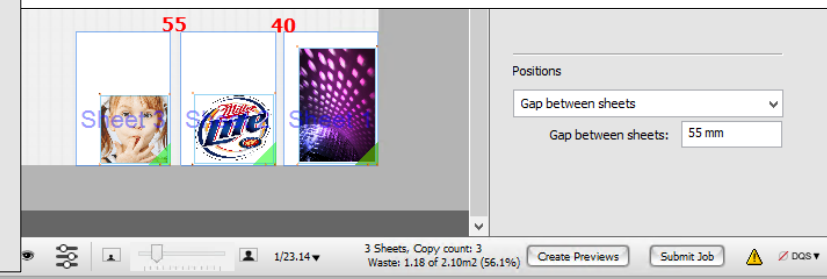 55 40
Sheet 3 S Sheet 1
Miller
Lite
Positions
Gap between sheets
Gap between sheets: 55 mm
1/23.14
3 Sheets, Copy count: 3
Waste: 1.18 of 2.10m2 (56.1%)
Create Previews
Submit Job
DQS